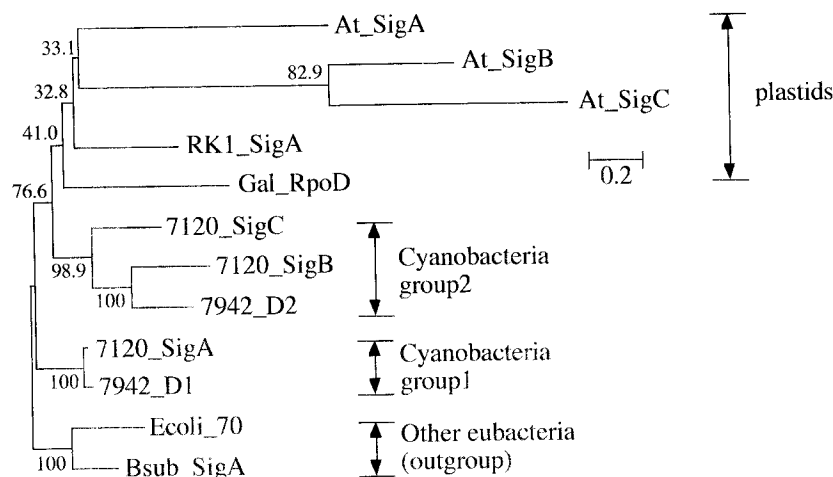 At_SigA
33.1
82.9
At_SigB
At_SigC
plastids
32.8
41.0
RK1_SigA
0.2
76.6
Gal_RpoD
7120_SigC
98.9
7120_SigB
Cyanobacteria
group2
100
7942_D2
7120_SigA
Cyanobacteria
group1
100
7942_D1
Ecoli_70
Other eubacteria
(outgroup)
100
Bsub_SigA